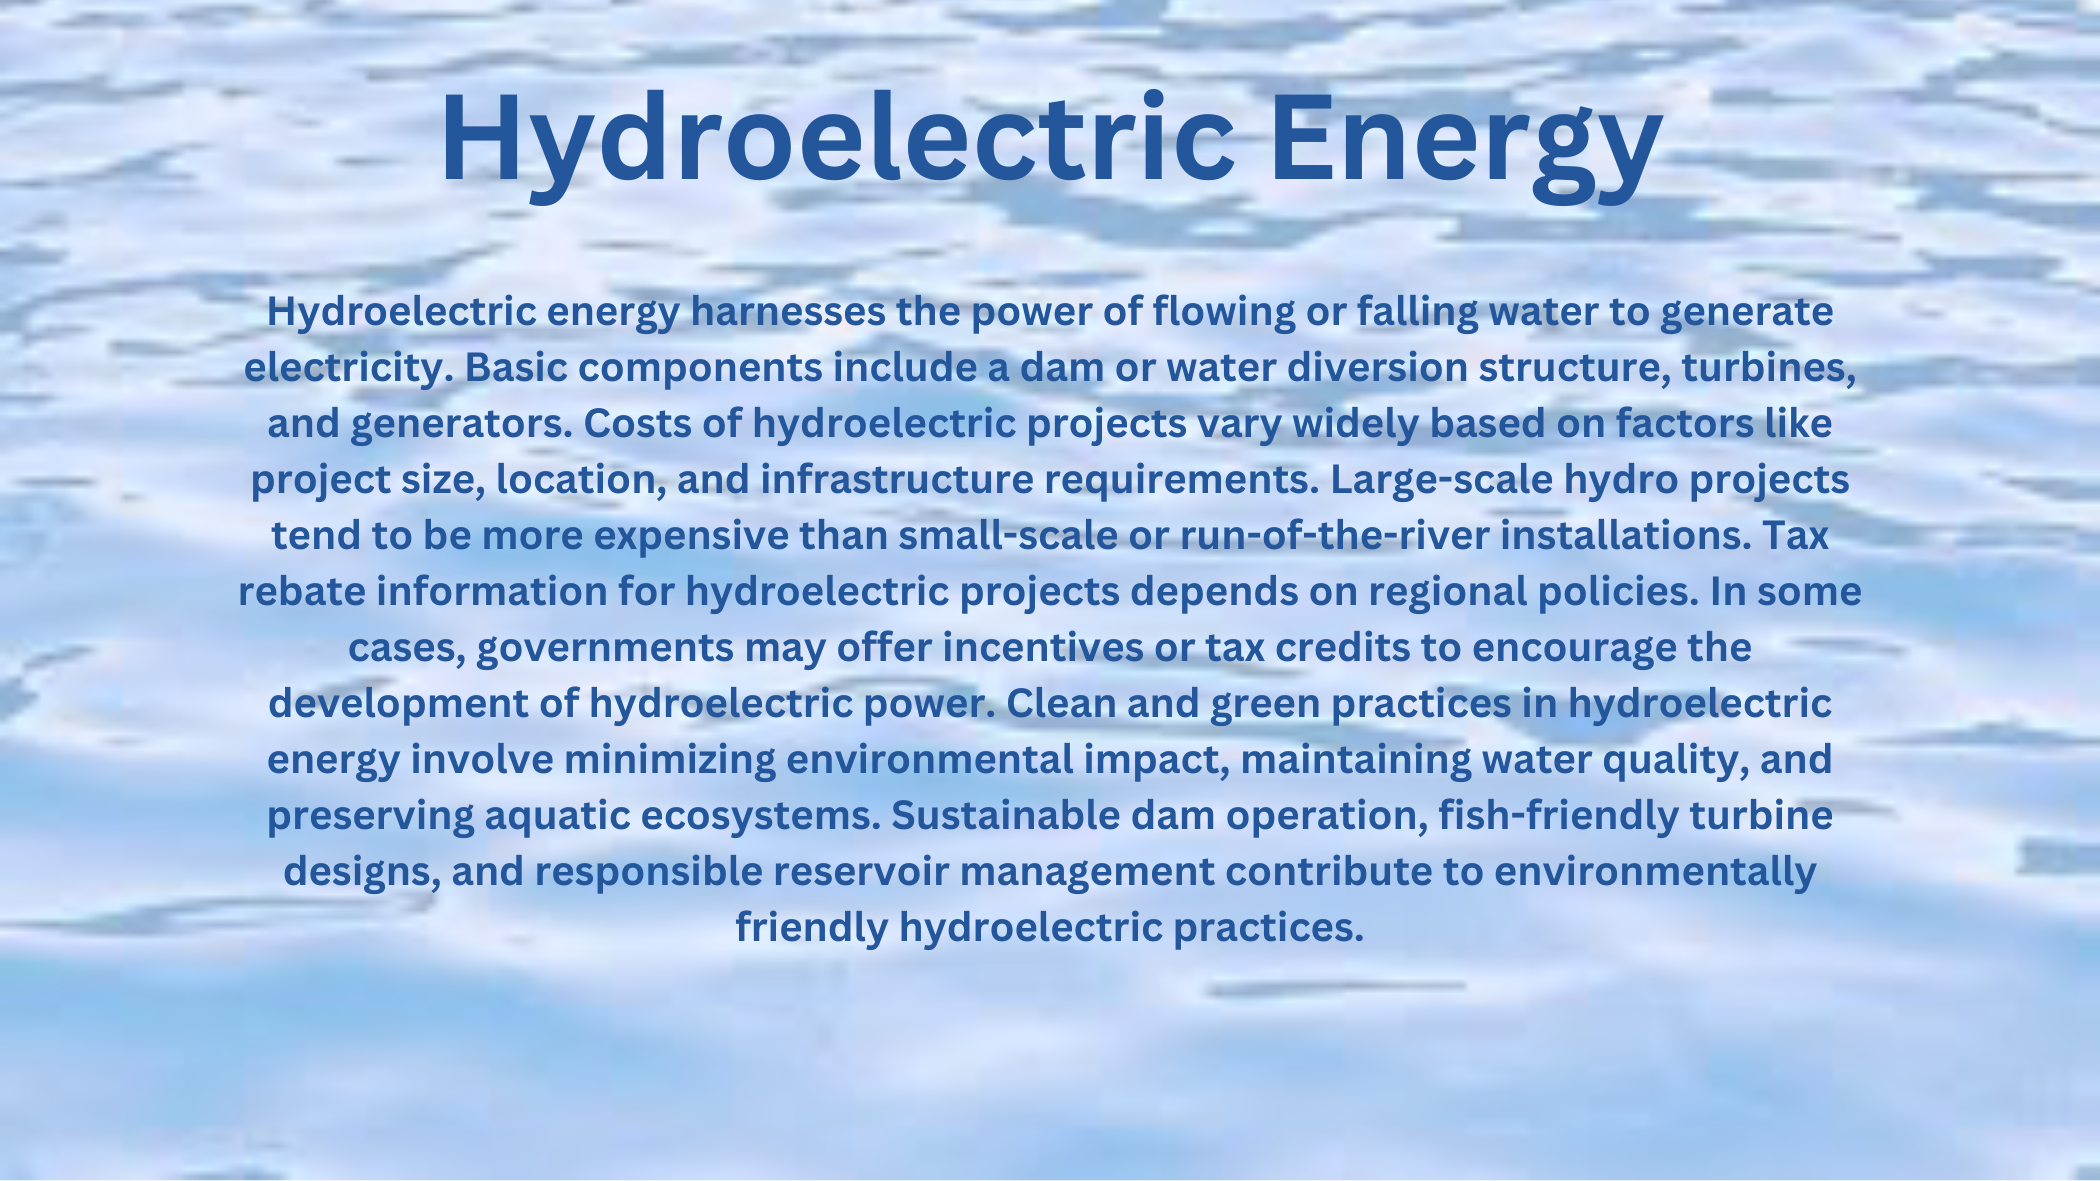 Hydroelectric Energy
Hydroelectric energy harnesses the power of flowing or falling water to generate
electricity. Basic components include a dam or water diversion structure, turbines,
and generators. Costs of hydroelectric projects vary widely based on factors like
project size, location, and infrastructure requirements. Large-scale hydro projects
tend to be more expensive than small-scale or run-of-the-river installations. Tax
rebate information for hydroelectric projects depends on regional policies. In some
cases, governments may offer incentives or tax credits to encourage the
development of hydroelectric power. Clean and green practices in hydroelectric
energy involve minimizing environmental impact, maintaining water quality, and
preserving aquatic ecosystems. Sustainable dam operation, fish-friendly turbine
designs, and responsible reservoir management contribute to environmentally
friendly hydroelectric practices.